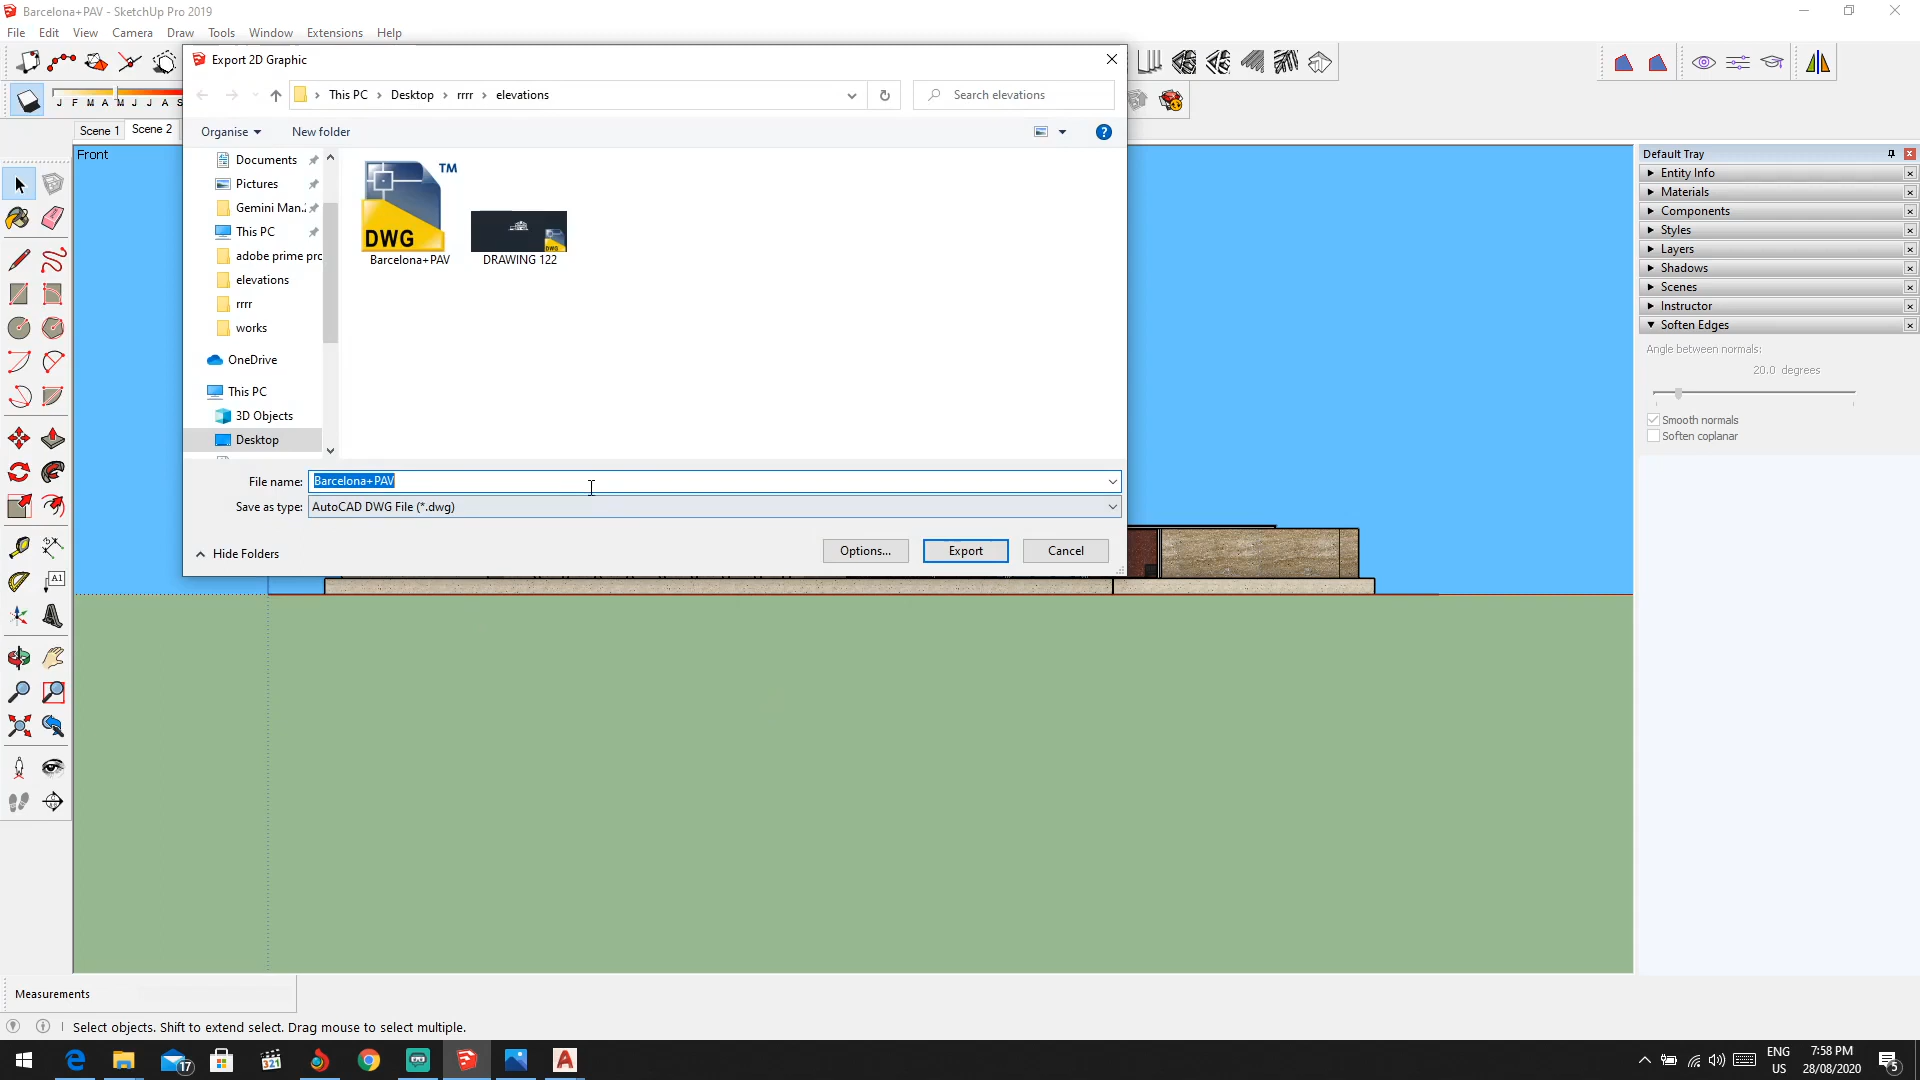 Barcelona+PAV - SketchUp Pro 2019
File Edit View Camera Draw Tools Window Extensions Help
Export 2D Graphic
This PC Desktop rrrr elevations
Search elevations
Organise New folder
J F M A M J J A S
Scene 1 Scene 2
Front
Documents
Pictures
Gemini Man.
This PC
adobe prime pro
elevations
rrrr
works
OneDrive
This PC
3D Objects
Desktop
TM
DWG
Barcelona+PAV
DRAWING 122
File name: Barcelona+PAV
Save as type: AutoCAD DWG File (*.dwg)
Hide Folders
Options... Export Cancel
Default Tray
Entity Info
Materials
Components
Styles
Layers
Shadows
Scenes
Instructor
Soften Edges
Angle between normals:
20.0 degrees
Smooth normals
Soften coplanar
A1
Measurements
Select objects. Shift to extend select. Drag mouse to select multiple.
17
321
ENG
US
7:58 PM
28/08/2020
5